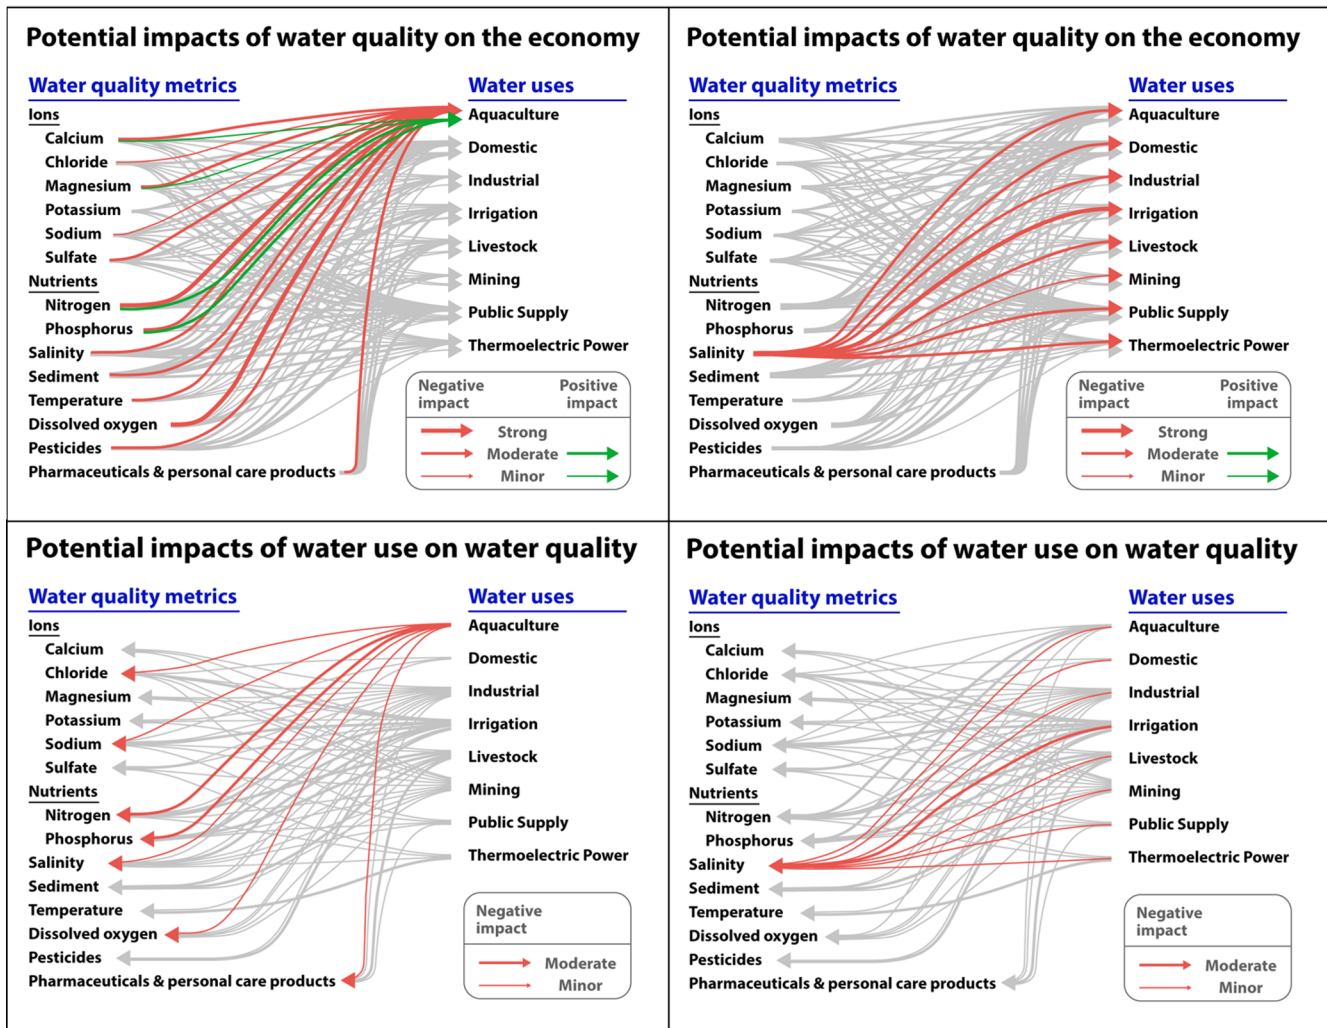 Potential impacts of water quality on the economy
Water quality metrics
Water uses
Ions
Calcium
Chloride
Magnesium
Potassium
Sodium
Sulfate
Nutrients
Nitrogen
Phosphorus
Salinity
Sediment
Temperature
Dissolved oxygen
Pesticides
Pharmaceuticals & personal care products
Aquaculture
Domestic
Industrial
Irrigation
Livestock
Mining
Public Supply
Thermoelectric Power
Negative impact
Positive impact
Strong
Moderate
Minor
Potential impacts of water quality on the economy
Water quality metrics
Water uses
Ions
Calcium
Chloride
Magnesium
Potassium
Sodium
Sulfate
Nutrients
Nitrogen
Phosphorus
Salinity
Sediment
Temperature
Dissolved oxygen
Pesticides
Pharmaceuticals & personal care products
Aquaculture
Domestic
Industrial
Irrigation
Livestock
Mining
Public Supply
Thermoelectric Power
Negative impact
Positive impact
Strong
Moderate
Minor
Potential impacts of water use on water quality
Water quality metrics
Water uses
Ions
Calcium
Chloride
Magnesium
Potassium
Sodium
Sulfate
Nutrients
Nitrogen
Phosphorus
Salinity
Sediment
Temperature
Dissolved oxygen
Pesticides
Pharmaceuticals & personal care products
Aquaculture
Domestic
Industrial
Irrigation
Livestock
Mining
Public Supply
Thermoelectric Power
Negative impact
Moderate
Minor
Potential impacts of water use on water quality
Water quality metrics
Water uses
Ions
Calcium
Chloride
Magnesium
Potassium
Sodium
Sulfate
Nutrients
Nitrogen
Phosphorus
Salinity
Sediment
Temperature
Dissolved oxygen
Pesticides
Pharmaceuticals & personal care products
Aquaculture
Domestic
Industrial
Irrigation
Livestock
Mining
Public Supply
Thermoelectric Power
Negative impact
Moderate
Minor